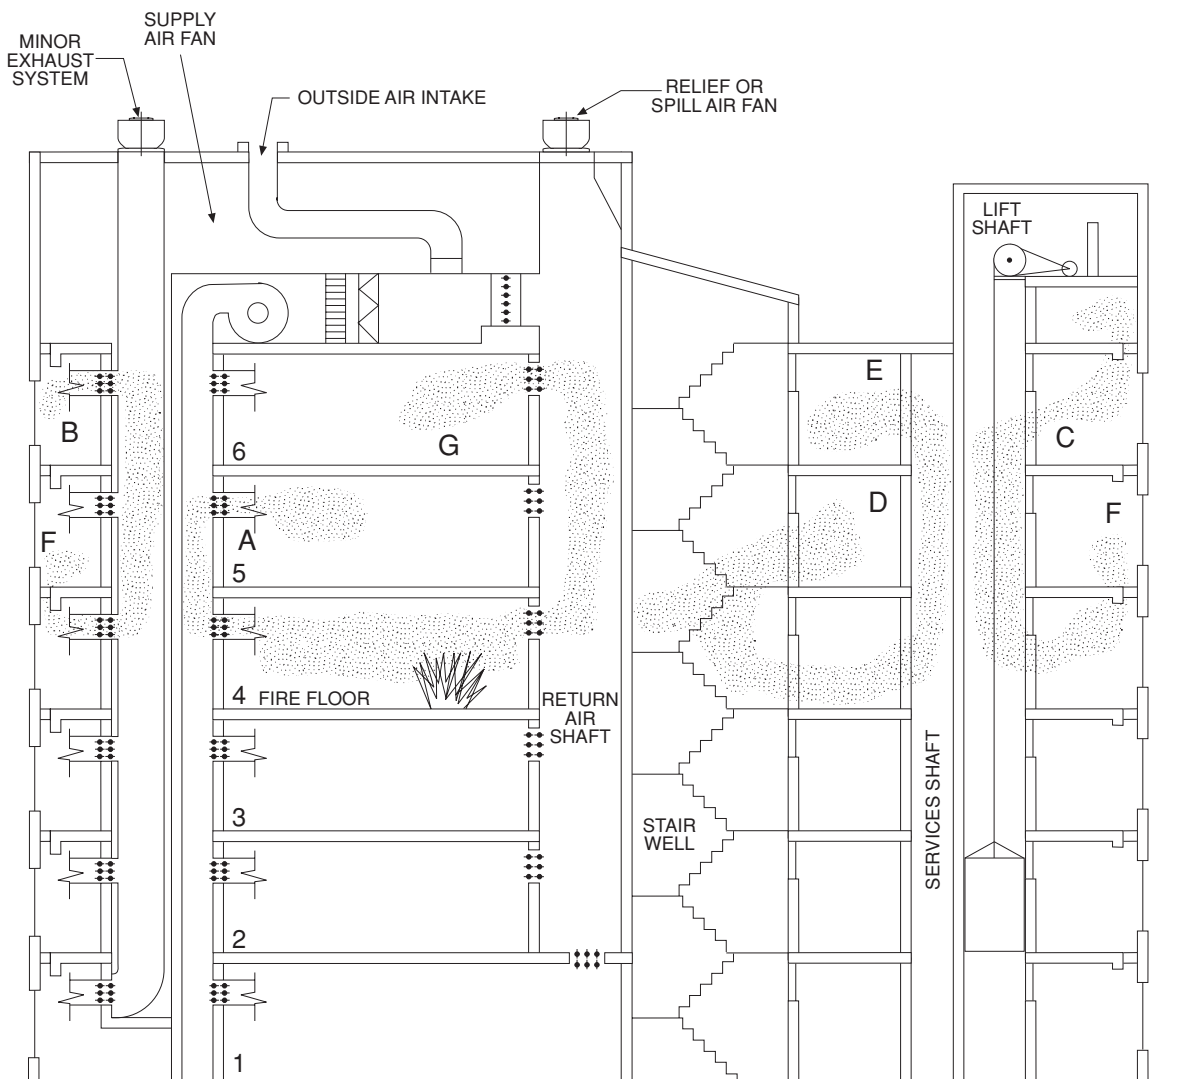 SUPPLY
AIR FAN
MINOR
EXHAUST
SYSTEM
OUTSIDE AIR INTAKE
RELIEF OR
SPILL AIR FAN
LIFT
SHAFT
E
B
G
C
6
D
F
F
A
5
4 FIRE FLOOR
RETURN
AIR
SHAFT
SERVICES SHAFT
3
STAIR
WELL
2
1